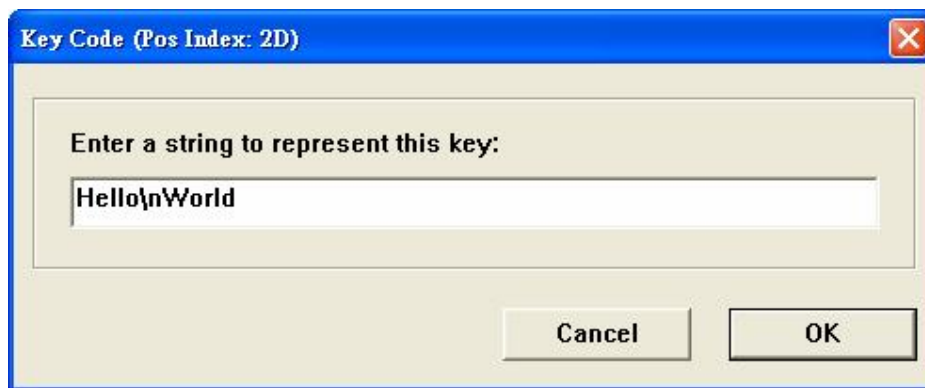 Key Code (Pos Index: 2D)
Enter a string to represent this key:
Hello\nWorld
Cancel OK